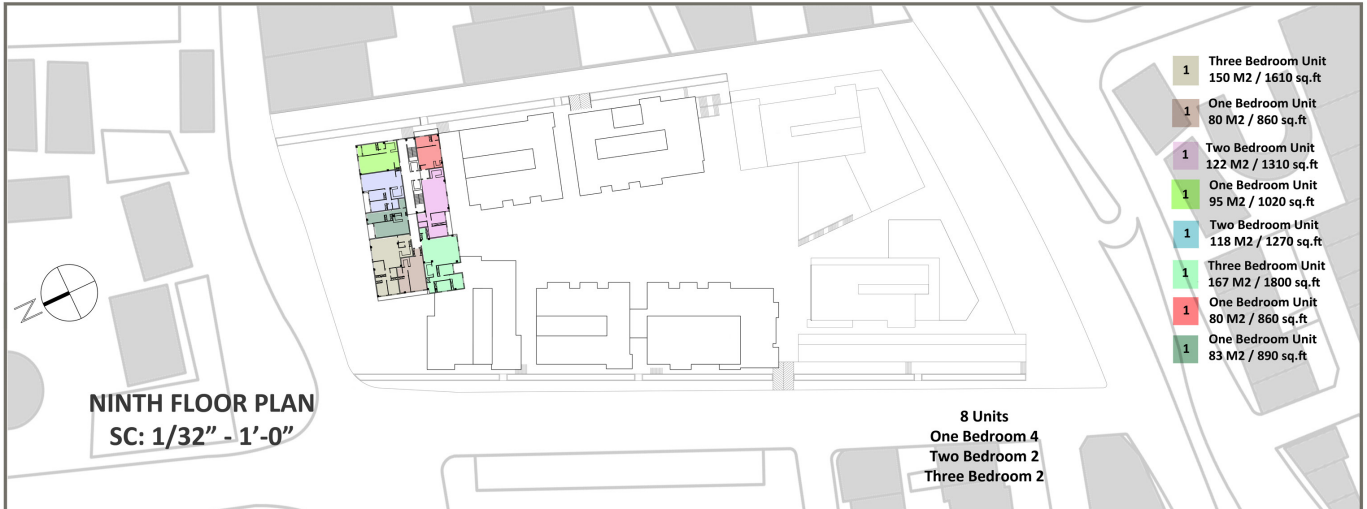 1 Three Bedroom Unit
150 M2 / 1610 sq.ft
1 One Bedroom Unit
80 M2 / 860 sq.ft
1 Two Bedroom Unit
122 M2 / 1310 sq.ft
1 One Bedroom Unit
95 M2 / 1020 sq.ft
1 Two Bedroom Unit
118 M2 / 1270 sq.ft
1 Three Bedroom Unit
167 M2 / 1800 sq.ft
1 One Bedroom Unit
80 M2 / 860 sq.ft
1 One Bedroom Unit
83 M2 / 890 sq.ft
N
NINTH FLOOR PLAN
SC: 1/32” - 1’-0”
8 Units
One Bedroom 4
Two Bedroom 2
Three Bedroom 2